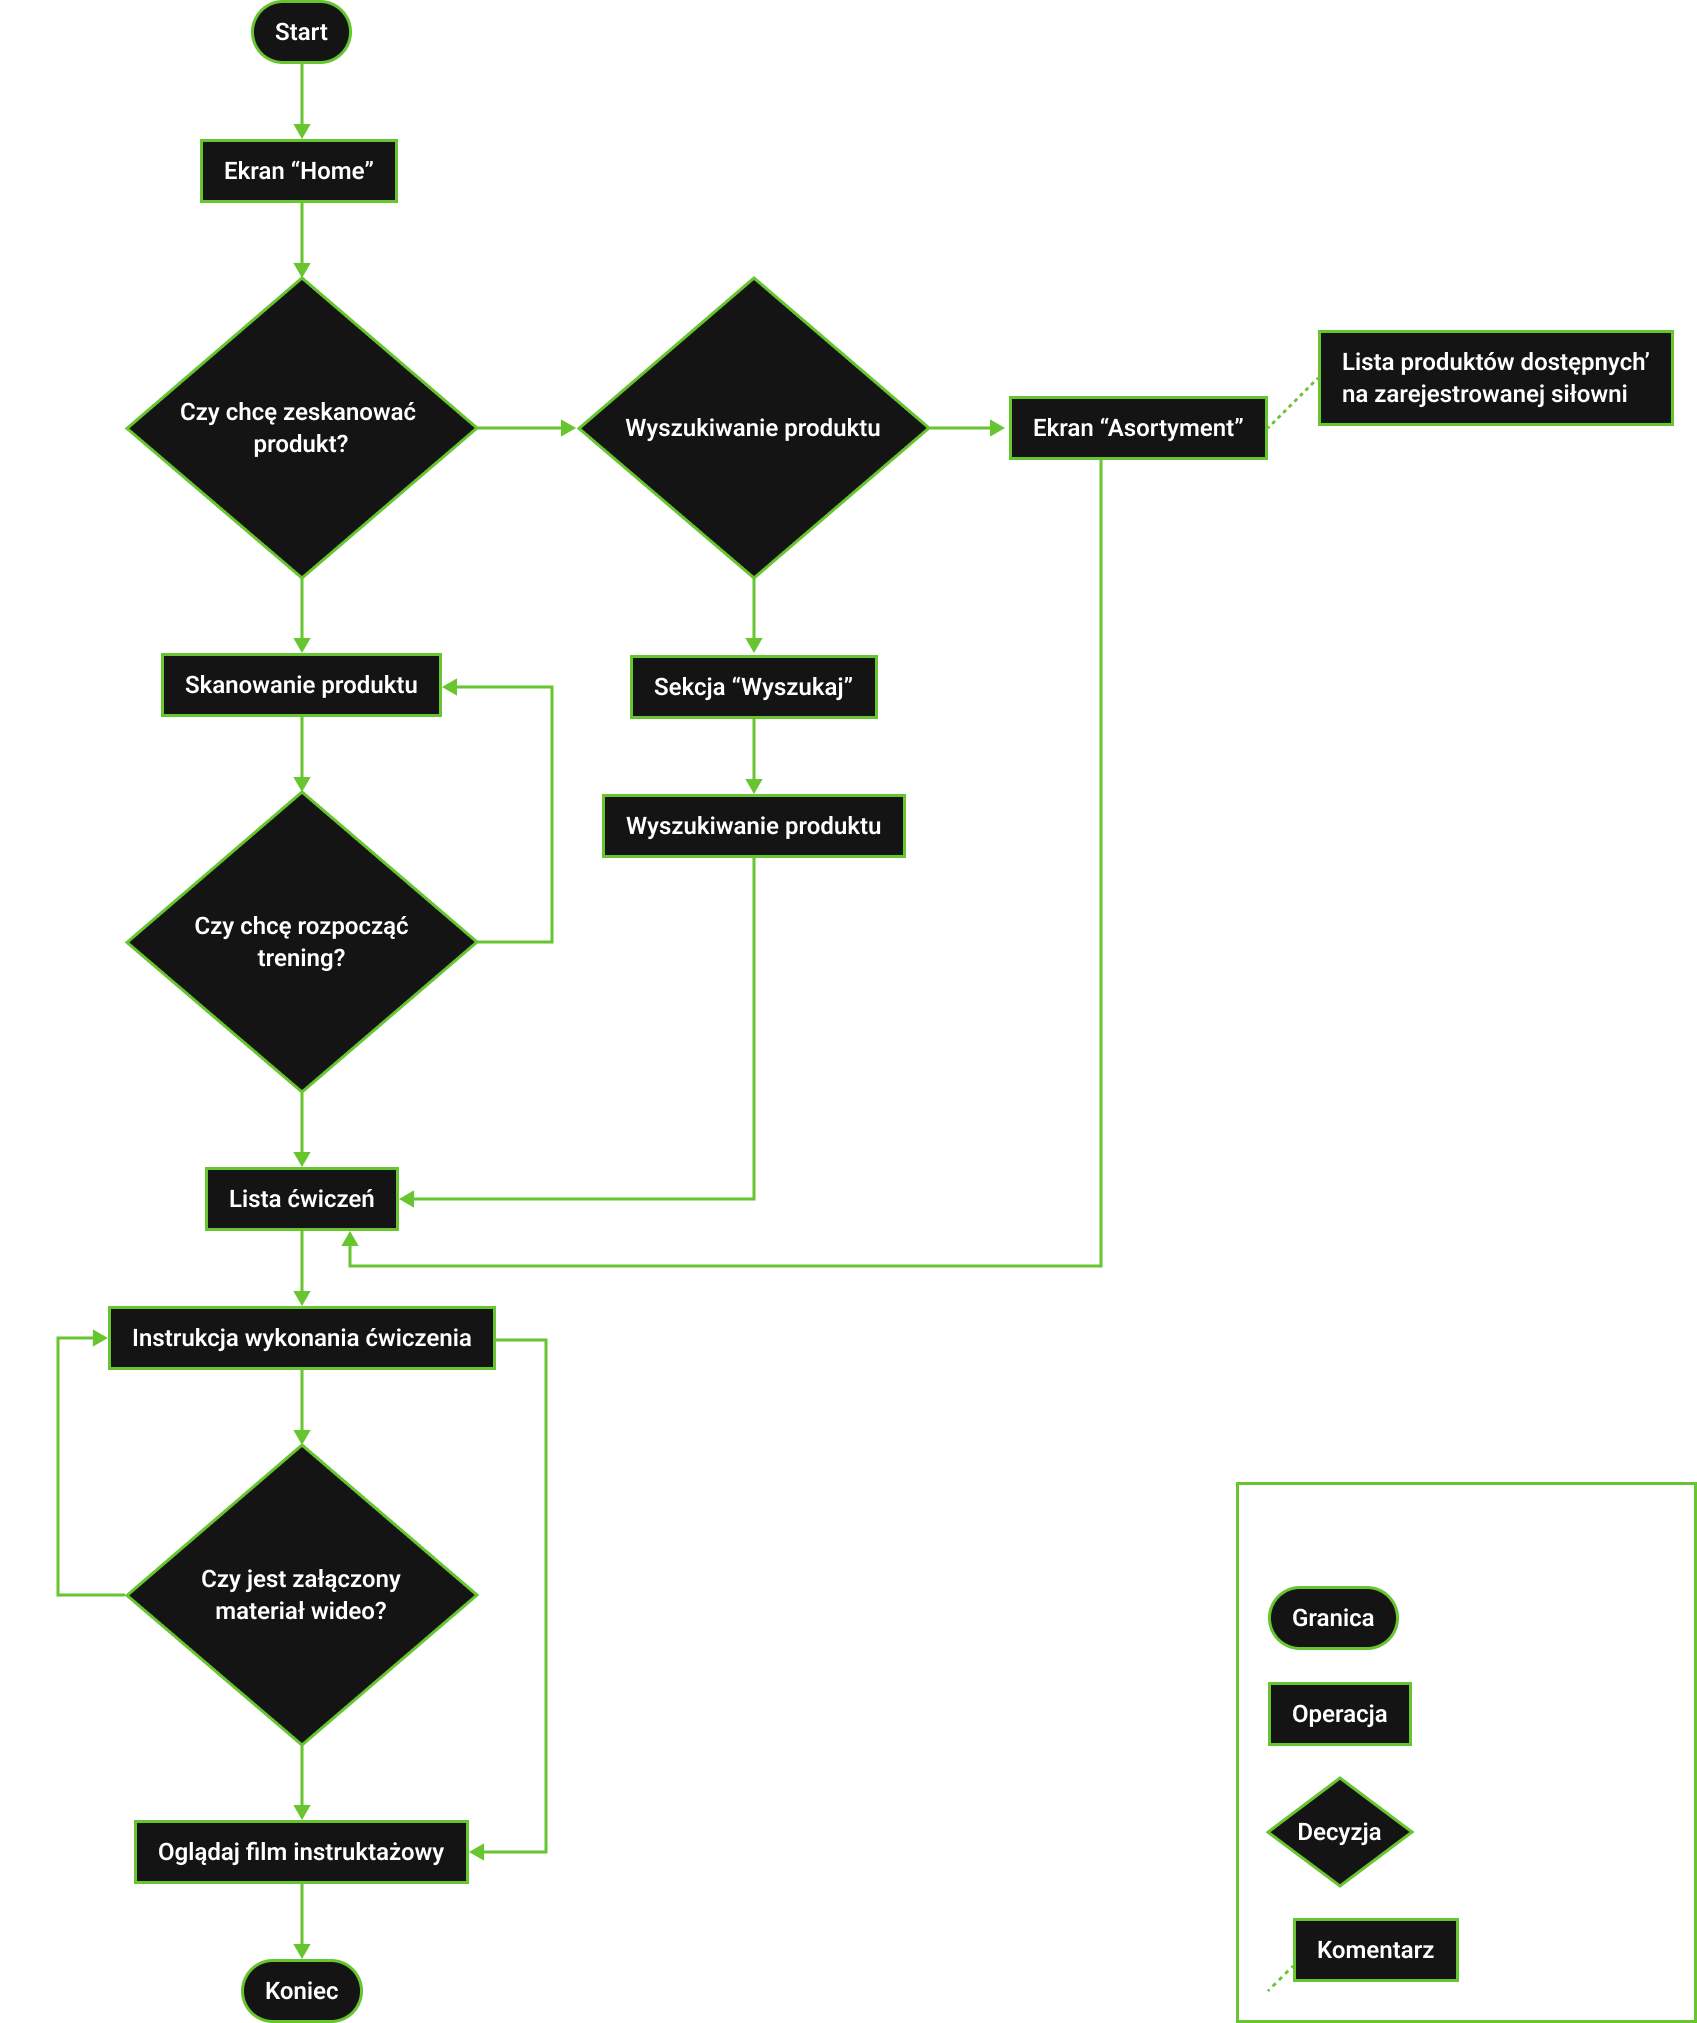 Start
Ekran “Home”
Czy chcę zeskanować
produkt?
Wyszukiwanie produktu
Ekran “Asortyment”
Lista produktów dostępnych’
na zarejestrowanej siłowni
Skanowanie produktu
Sekcja “Wyszukaj”
Wyszukiwanie produktu
Czy chcę rozpocząć
trening?
Lista ćwiczeń
Instrukcja wykonania ćwiczenia
Czy jest załączony
materiał wideo?
Oglądaj film instruktażowy
Koniec
Granica
Operacja
Decyzja
Komentarz